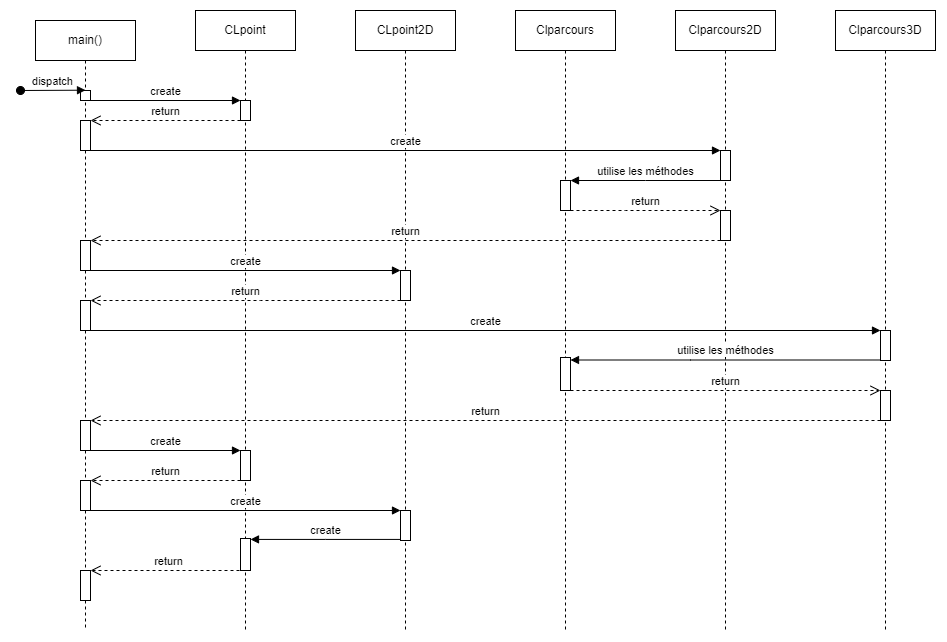 main()
CLpoint
CLpoint2D
Clparcours
Clparcours2D
Clparcours3D
dispatch
create
return
create
utilise les méthodes
return
return
create
return
create
utilise les méthodes
return
return
create
return
create
create
return